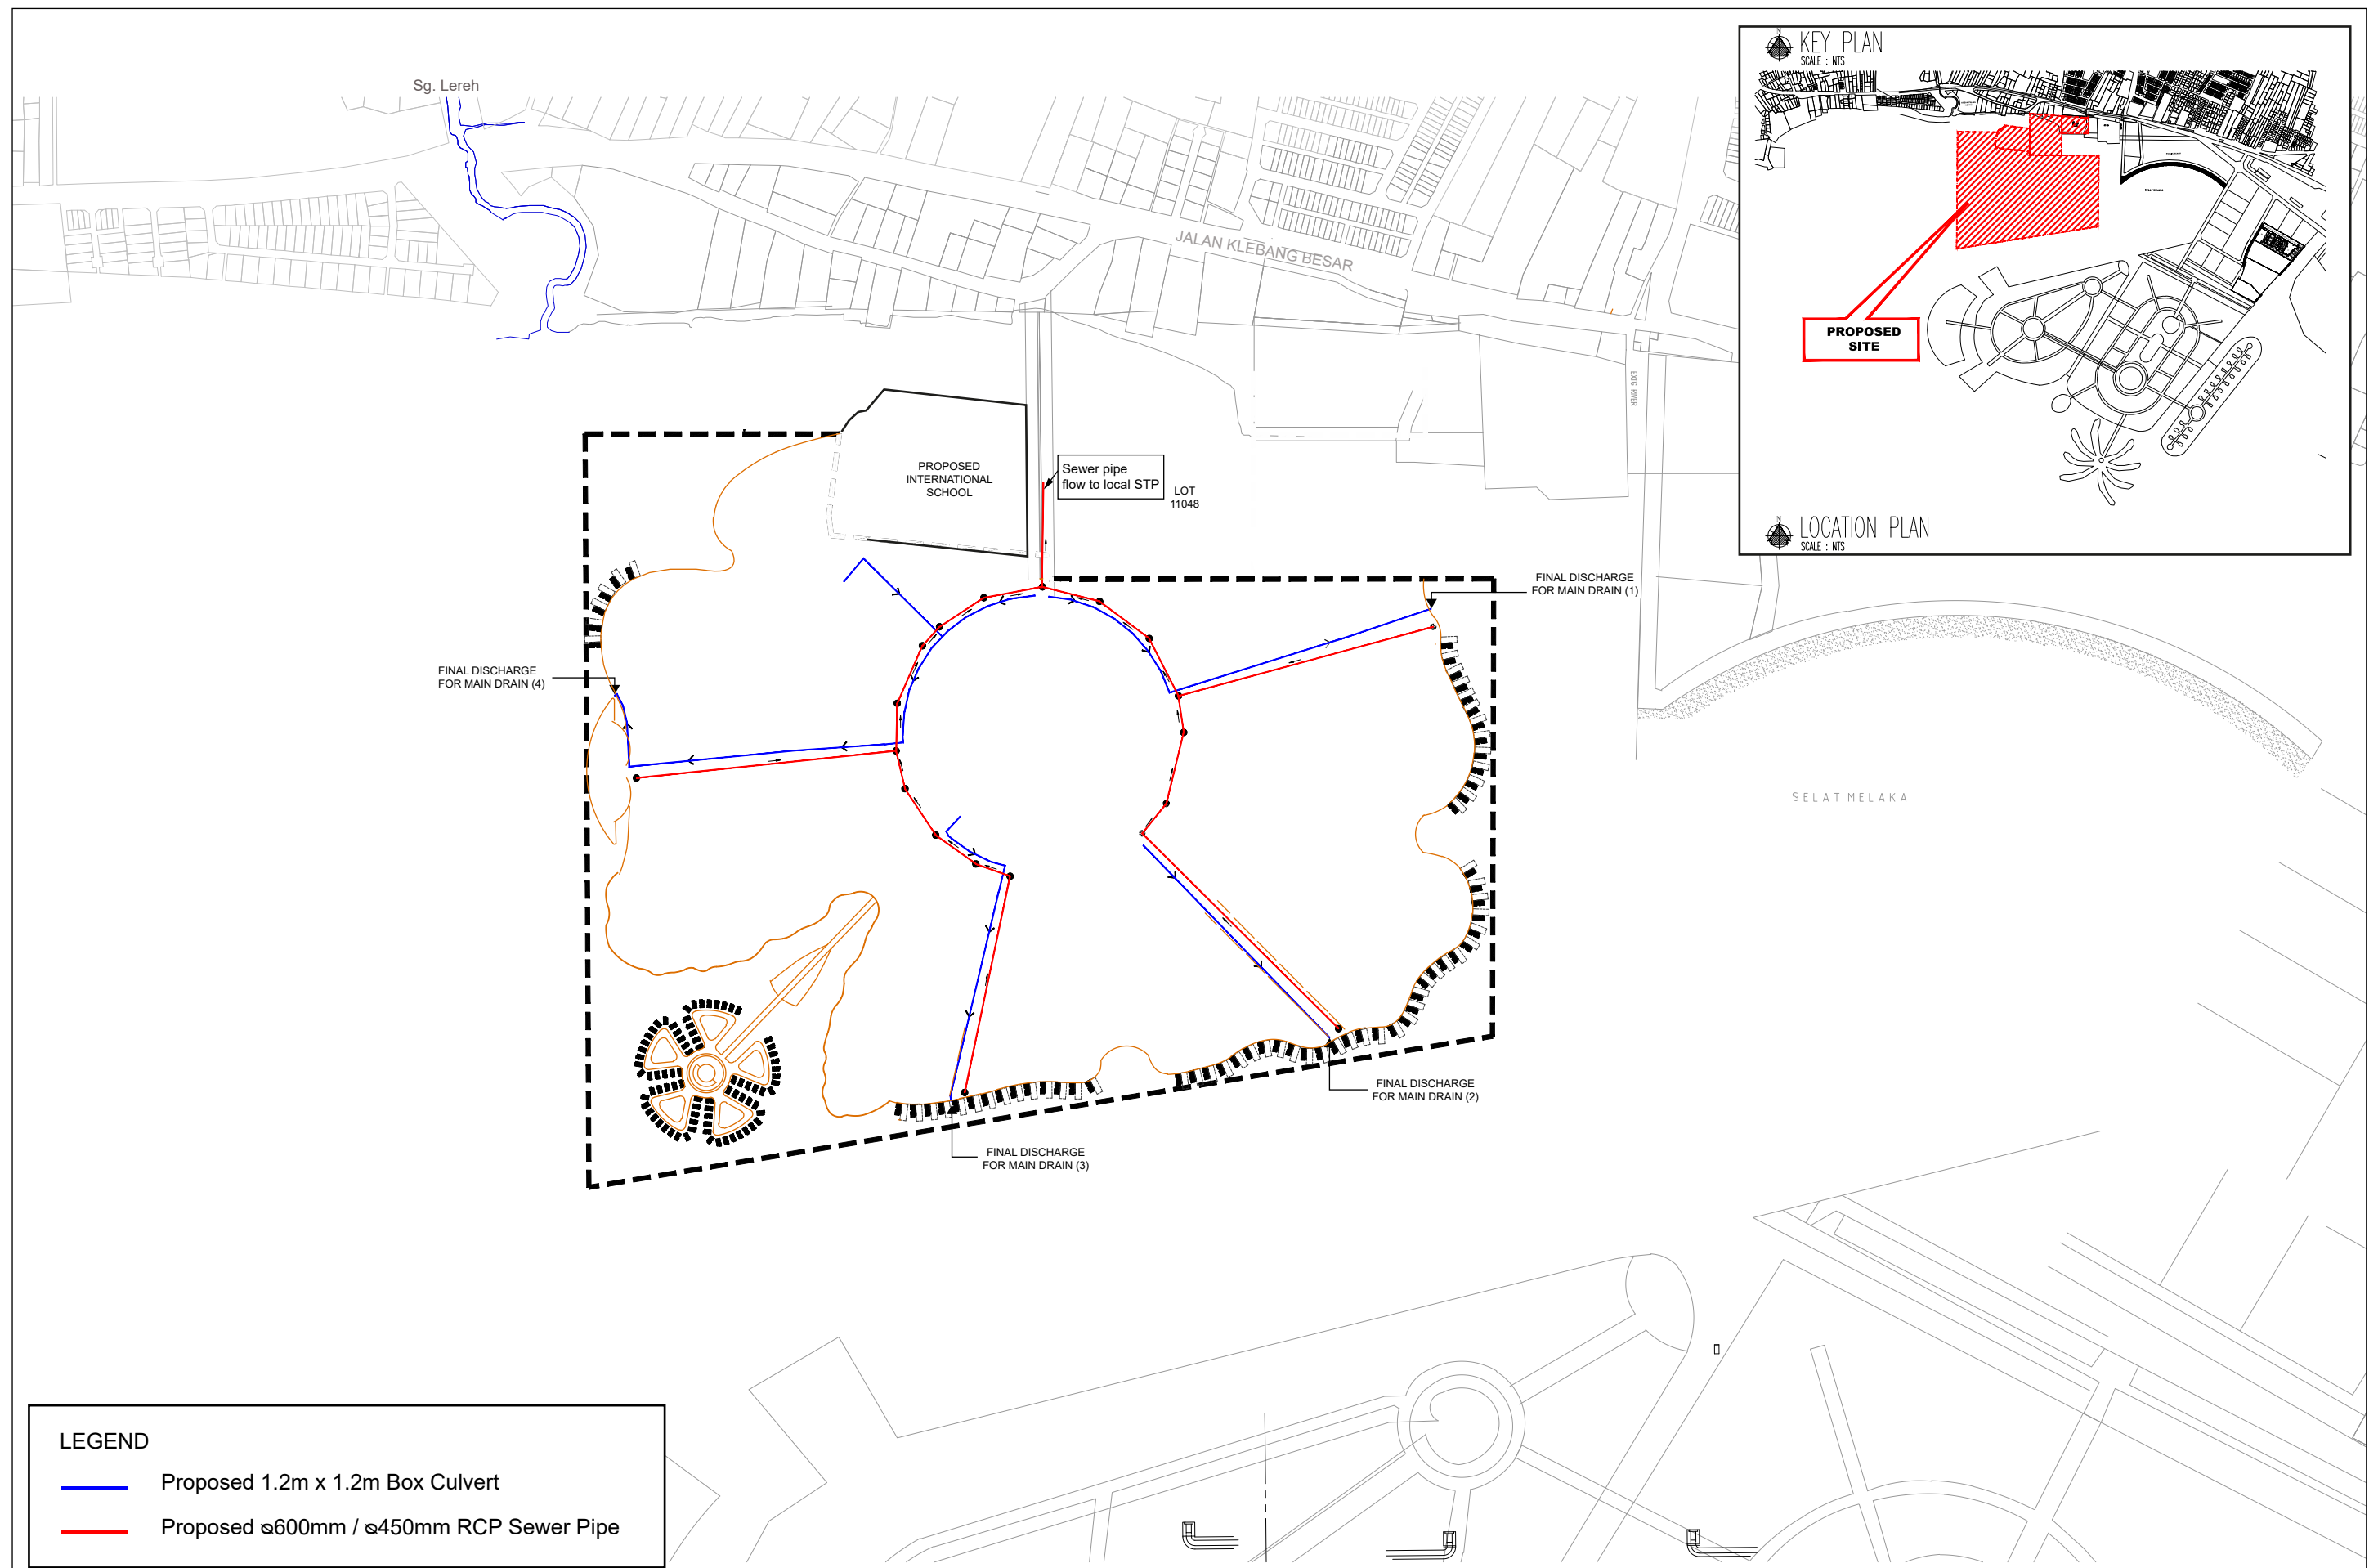 Sg. Lereh
N
KEY PLAN
SCALE : NTS
JALAN KLEBANG BESAR
PROPOSED
SITE
EXTG RIVER
PROPOSED
INTERNATIONAL
SCHOOL
Sewer pipe
flow to local STP
LOT
11048
N
LOCATION PLAN
SCALE : NTS
FINAL DISCHARGE
FOR MAIN DRAIN (1)
FINAL DISCHARGE
FOR MAIN DRAIN (4)
SELAT MELAKA
FINAL DISCHARGE
FOR MAIN DRAIN (2)
FINAL DISCHARGE
FOR MAIN DRAIN (3)
LEGEND
Proposed 1.2m x 1.2m Box Culvert
Proposed ⌀600mm / ⌀450mm RCP Sewer Pipe